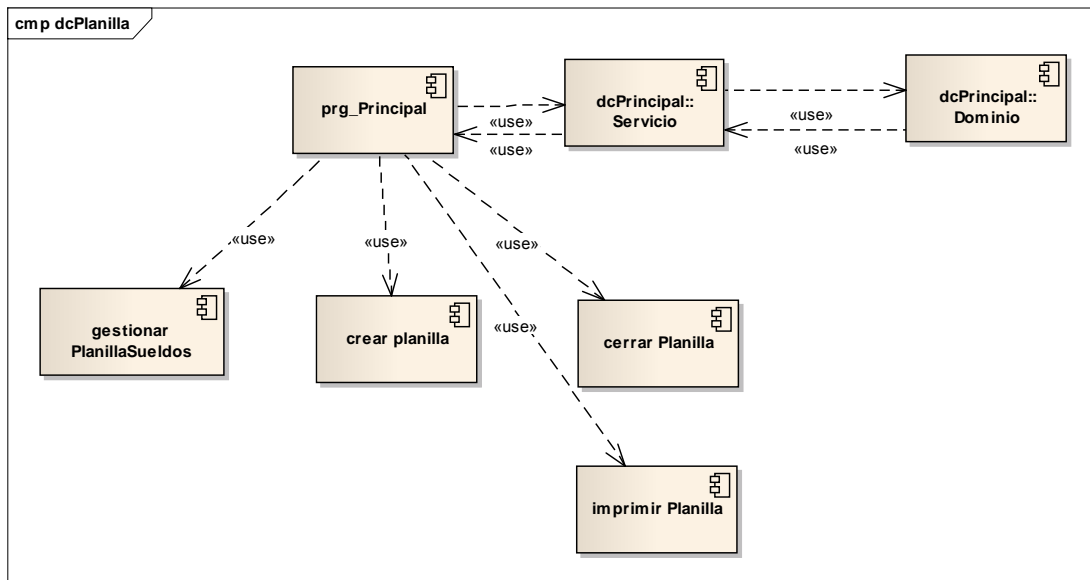 cmp dcPlanilla
prg_Principal
dcPrincipal::
Servicio
dcPrincipal::
Dominio
«use»
«use»
«use»
«use»
«use»
«use»
«use»
«use»
gestionar
PlanillaSueldos
crear planilla
cerrar Planilla
imprimir Planilla